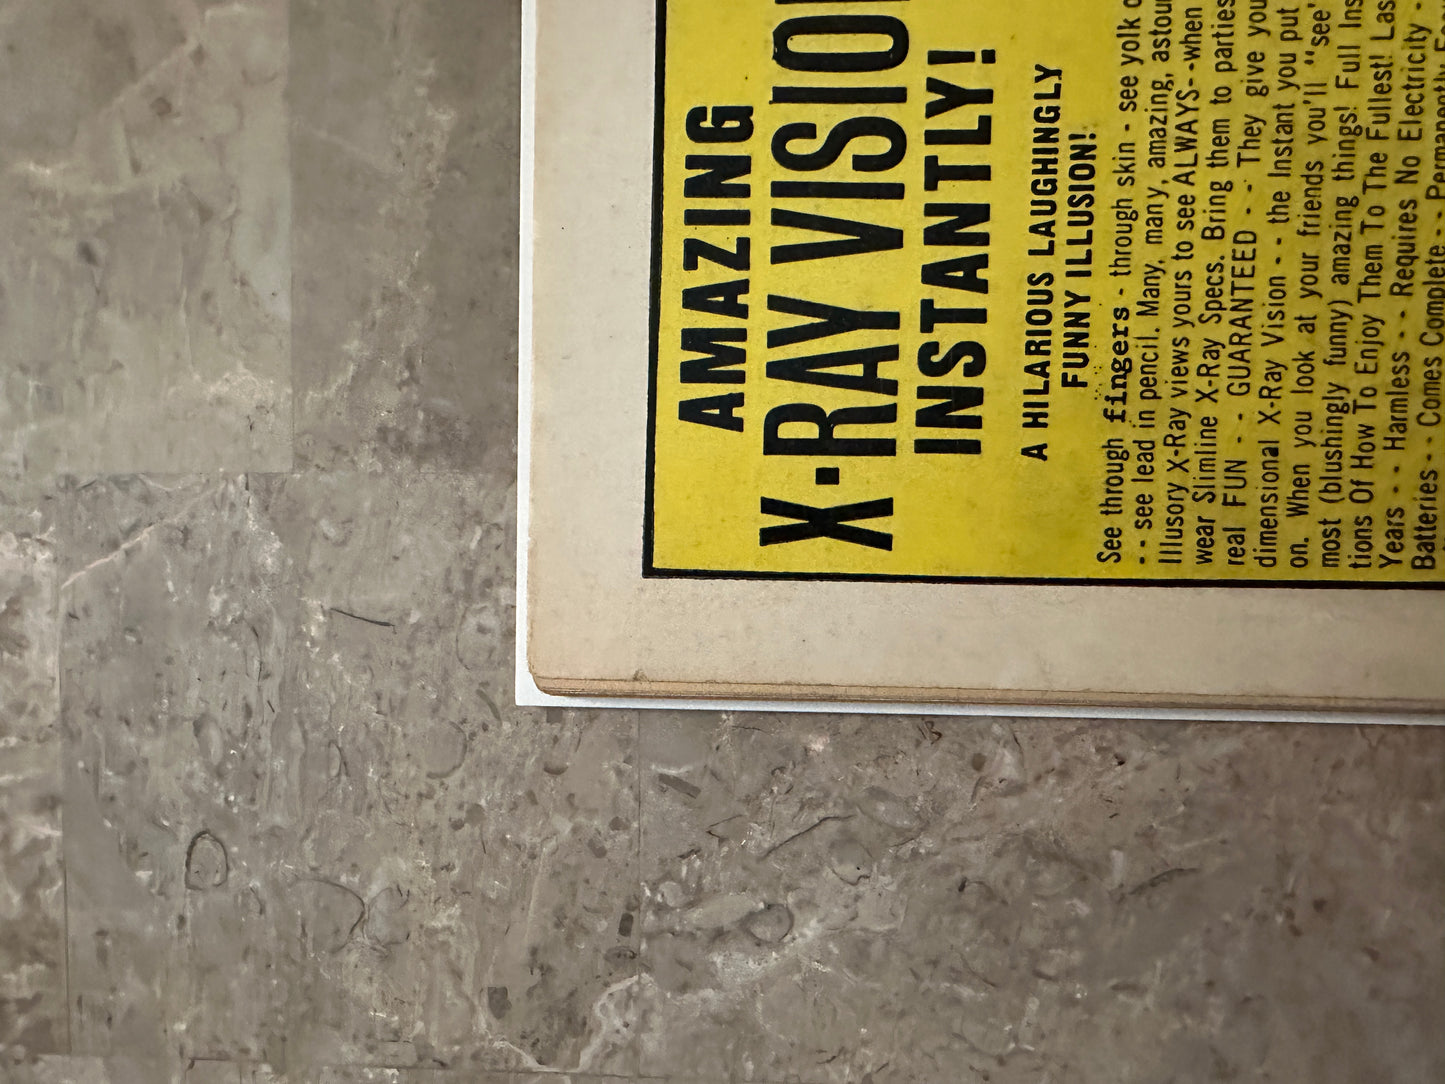 AMAZING
X-RAY VISION
INSTANTLY!
A HILARIOUS LAUGHINGLY
FUNNY ILLUSION!
See through fingers - through skin - see yolk
- - see lead in pencil. Many, many, amazing, astou
Illusory X-Ray views yours to see ALWAYS- -when
wear Slimline X-Ray Specs. Bring them to parties
real FUN - - GUARANTEED - - They give you
dimensional X-Ray Vision - - the Instant you put
on. When you look at your friends you'll "see"
most (blushingly funny) amazing things! Full Ins
tions Of How To Enjoy Them To The Fullest! Las
Years - - Harmless - - Requires No Electricity -
Batteries - - Comes Complete - - Permanently